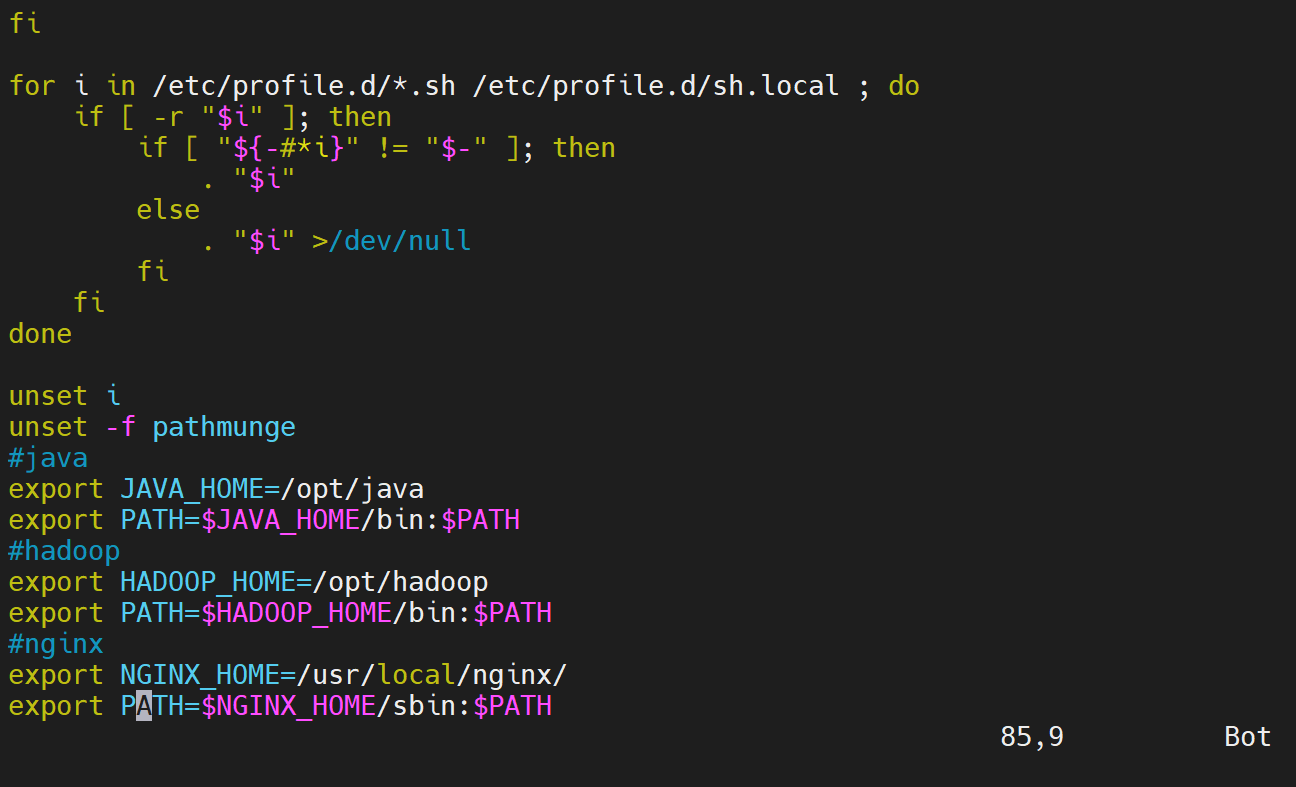 fi

for i in /etc/profile.d/*.sh /etc/profile.d/sh.local ; do
    if [ -r "$i" ]; then
        if [ "${-#*i}" != "$-" ]; then
            . "$i"
        else
            . "$i" >/dev/null
        fi
    fi
done

unset i
unset -f pathmunge
#java
export JAVA_HOME=/opt/java
export PATH=$JAVA_HOME/bin:$PATH
#hadoop
export HADOOP_HOME=/opt/hadoop
export PATH=$HADOOP_HOME/bin:$PATH
#nginx
export NGINX_HOME=/usr/local/nginx/
export PATH=$NGINX_HOME/sbin:$PATH
85,9          Bot